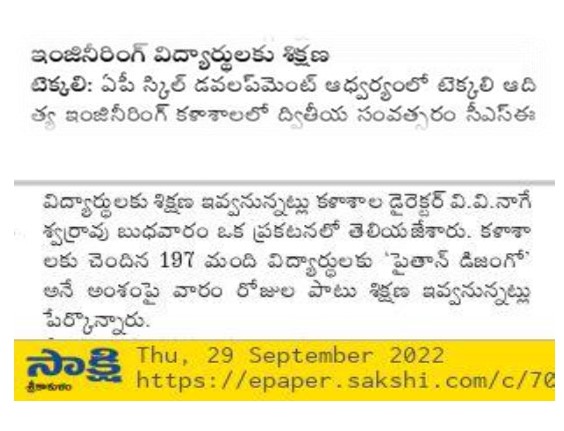 ఇంజినీరింగ్ విద్యార్థులకు శిక్షణ
టెక్కలి: ఏపీ స్కిల్ డవలప్‌మెంట్ ఆధ్వర్యంలో టెక్కలి ఆది
త్య ఇంజినీరింగ్ కళాశాలలో ద్వితీయ సంవత్సరం సీఎస్ఈ
విద్యార్థులకు శిక్షణ ఇవ్వనున్నట్లు కళాశాల డైరెక్టర్ వి.వి.నాగే
శ్వర్రావు బుధవారం ఒక ప్రకటనలో తెలియజేశారు. కళాశా
లకు చెందిన 197 మంది విద్యార్థులకు ‘పైతాన్ డిజంగో’
అనే అంశంపై వారం రోజుల పాటు శిక్షణ ఇవ్వనున్నట్లు
పేర్కొన్నారు.
సాక్షి
శ్రీకాకుళం
Thu, 29 September 2022
https://epaper.sakshi.com/c/70